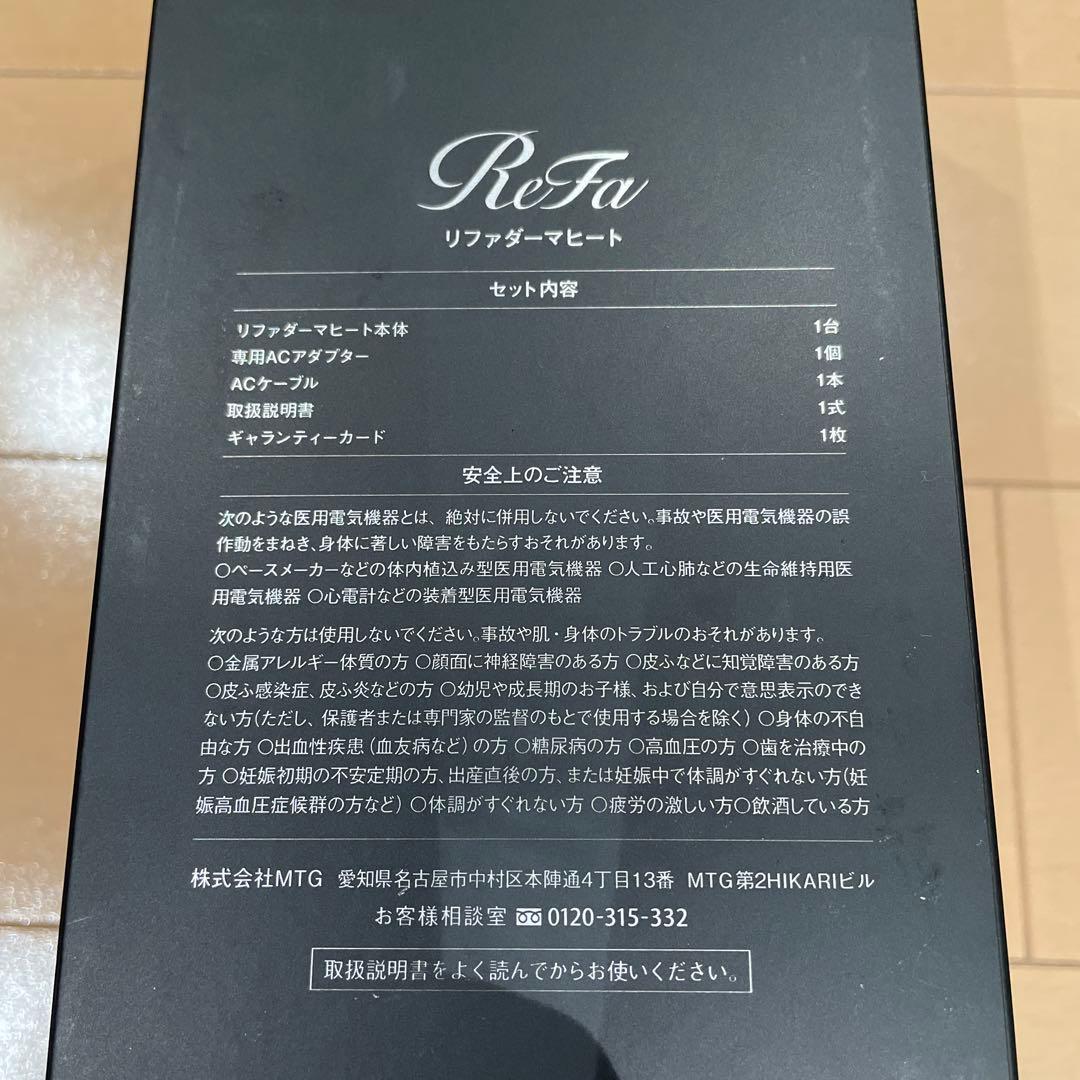 ReFa
リファダーマヒート
セット内容
リファダーマヒート本体 1台
専用ACアダプター 1個
ACケーブル 1本
取扱説明書 1式
ギャランティーカード 1枚
安全上のご注意
次のような医用電気機器とは、絶対に併用しないでください。事故や医用電気機器の誤
作動をまねき、身体に著しい障害をもたらすおそれがあります。
○ペースメーカーなどの体内植込み型医用電気機器 ○人工心肺などの生命維持用医
用電気機器 ○心電計などの装着型医用電気機器
次のような方は使用しないでください。事故や肌・身体のトラブルのおそれがあります。
○金属アレルギー体質の方 ○顔面に神経障害のある方 ○皮ふなどに知覚障害のある方
○皮ふ感染症、皮ふ炎などの方 ○幼児や成長期のお子様、および自分で意思表示のでき
ない方(ただし、保護者または専門家の監督のもとで使用する場合を除く) ○身体の不自
由な方 ○出血性疾患(血友病など)の方 ○糖尿病の方 ○高血圧の方 ○歯を治療中の
方 ○妊娠初期の不安定期の方、出産直後の方、または妊娠中で体調がすぐれない方(妊
娠高血圧症候群の方など) ○体調がすぐれない方 ○疲労の激しい方○飲酒している方
株式会社MTG 愛知県名古屋市中村区本陣通4丁目13番 MTG第2HIKARIビル
お客様相談室 0120-315-332
取扱説明書をよく読んでからお使いください。